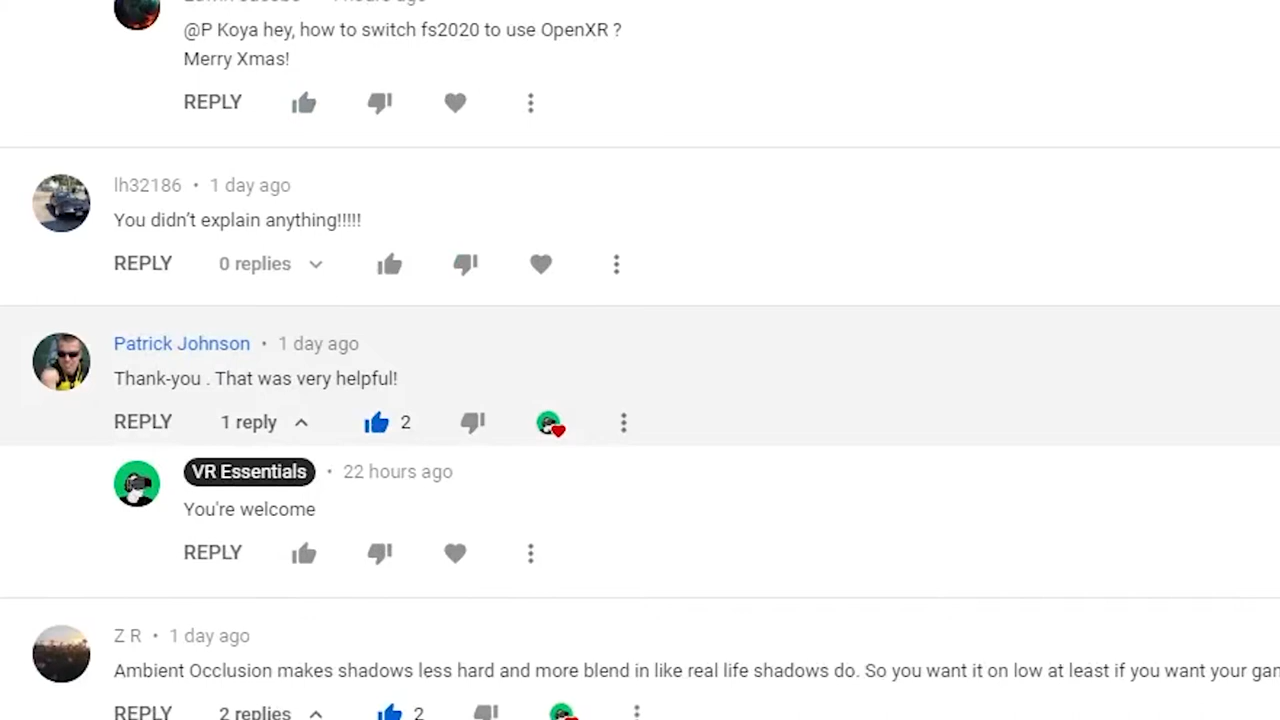 @P Koya hey, how to switch fs2020 to use OpenXR ?
Merry Xmas!
REPLY
lh32186 • 1 day ago
You didn’t explain anything!!!!!
REPLY 0 replies
Patrick Johnson • 1 day ago
Thank-you . That was very helpful!
REPLY 1 reply 2
VR Essentials • 22 hours ago
You're welcome
REPLY
Z R • 1 day ago
Ambient Occlusion makes shadows less hard and more blend in like real life shadows do. So you want it on low at least if you want your
REPLY 2 replies 2